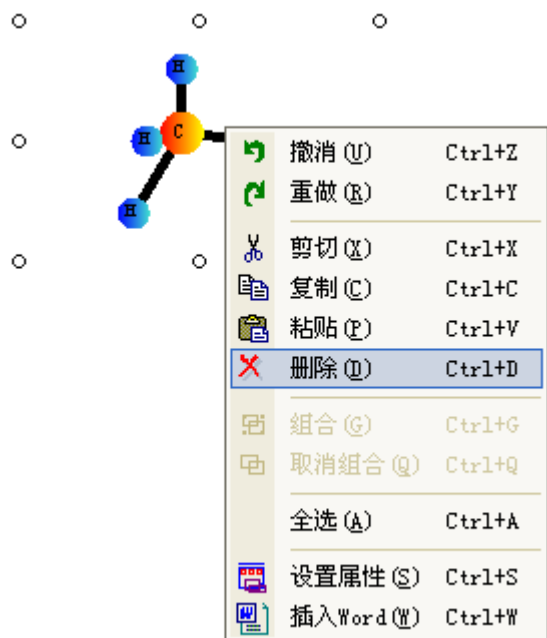 H
H C
H
撤消(U) Ctrl+Z
重做(R) Ctrl+Y
剪切(X) Ctrl+X
复制(C) Ctrl+C
粘贴(P) Ctrl+V
删除(D) Ctrl+D
组合(G) Ctrl+G
取消组合(Q) Ctrl+Q
全选(A) Ctrl+A
设置属性(S) Ctrl+S
插入Word(W) Ctrl+W